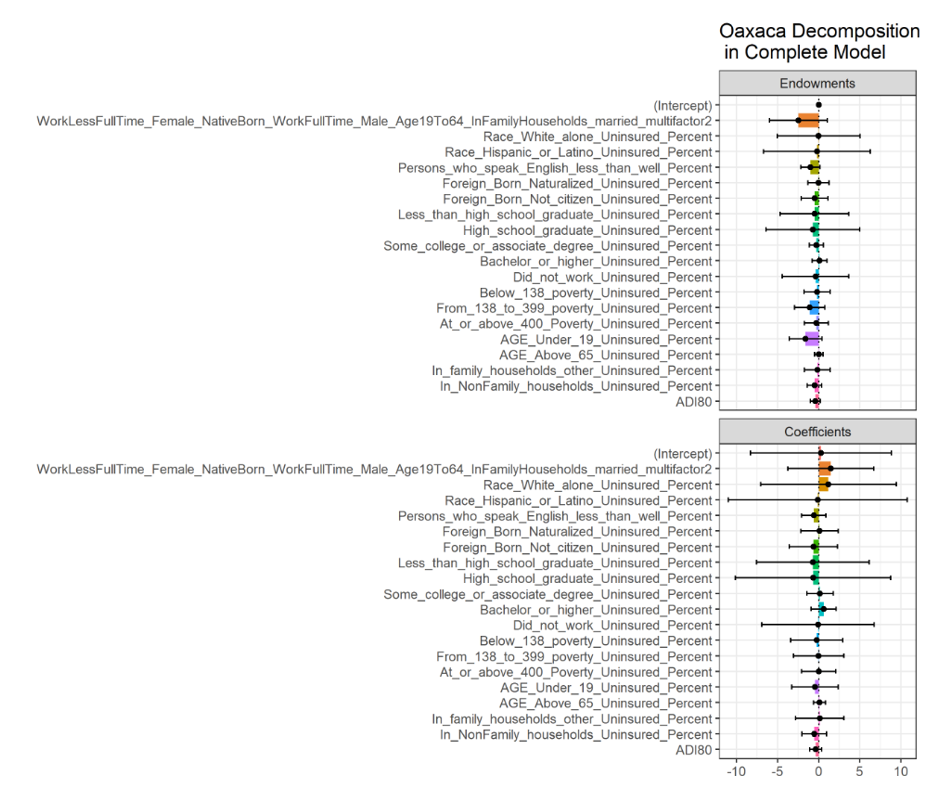 Oaxaca Decomposition
in Complete Model
Endowments
(Intercept)
WorkLessFullTime_Female_NativeBorn_WorkFullTime_Male_Age19To64_InFamilyHouseholds_married_multifactor2
Race_White_alone_Uninsured_Percent
Race_Hispanic_or_Latino_Uninsured_Percent
Persons_who_speak_English_less_than_well_Percent
Foreign_Born_Naturalized_Uninsured_Percent
Foreign_Born_Not_citizen_Uninsured_Percent
Less_than_high_school_graduate_Uninsured_Percent
High_school_graduate_Uninsured_Percent
Some_college_or_associate_degree_Uninsured_Percent
Bachelor_or_higher_Uninsured_Percent
Did_not_work_Uninsured_Percent
Below_138_poverty_Uninsured_Percent
From_138_to_399_poverty_Uninsured_Percent
At_or_above_400_Poverty_Uninsured_Percent
AGE_Under_19_Uninsured_Percent
AGE_Above_65_Uninsured_Percent
In_family_households_other_Uninsured_Percent
In_NonFamily_households_Uninsured_Percent
ADI80
Coefficients
(Intercept)
WorkLessFullTime_Female_NativeBorn_WorkFullTime_Male_Age19To64_InFamilyHouseholds_married_multifactor2
Race_White_alone_Uninsured_Percent
Race_Hispanic_or_Latino_Uninsured_Percent
Persons_who_speak_English_less_than_well_Percent
Foreign_Born_Naturalized_Uninsured_Percent
Foreign_Born_Not_citizen_Uninsured_Percent
Less_than_high_school_graduate_Uninsured_Percent
High_school_graduate_Uninsured_Percent
Some_college_or_associate_degree_Uninsured_Percent
Bachelor_or_higher_Uninsured_Percent
Did_not_work_Uninsured_Percent
Below_138_poverty_Uninsured_Percent
From_138_to_399_poverty_Uninsured_Percent
At_or_above_400_Poverty_Uninsured_Percent
AGE_Under_19_Uninsured_Percent
AGE_Above_65_Uninsured_Percent
In_family_households_other_Uninsured_Percent
In_NonFamily_households_Uninsured_Percent
ADI80
-10 -5 0 5 10